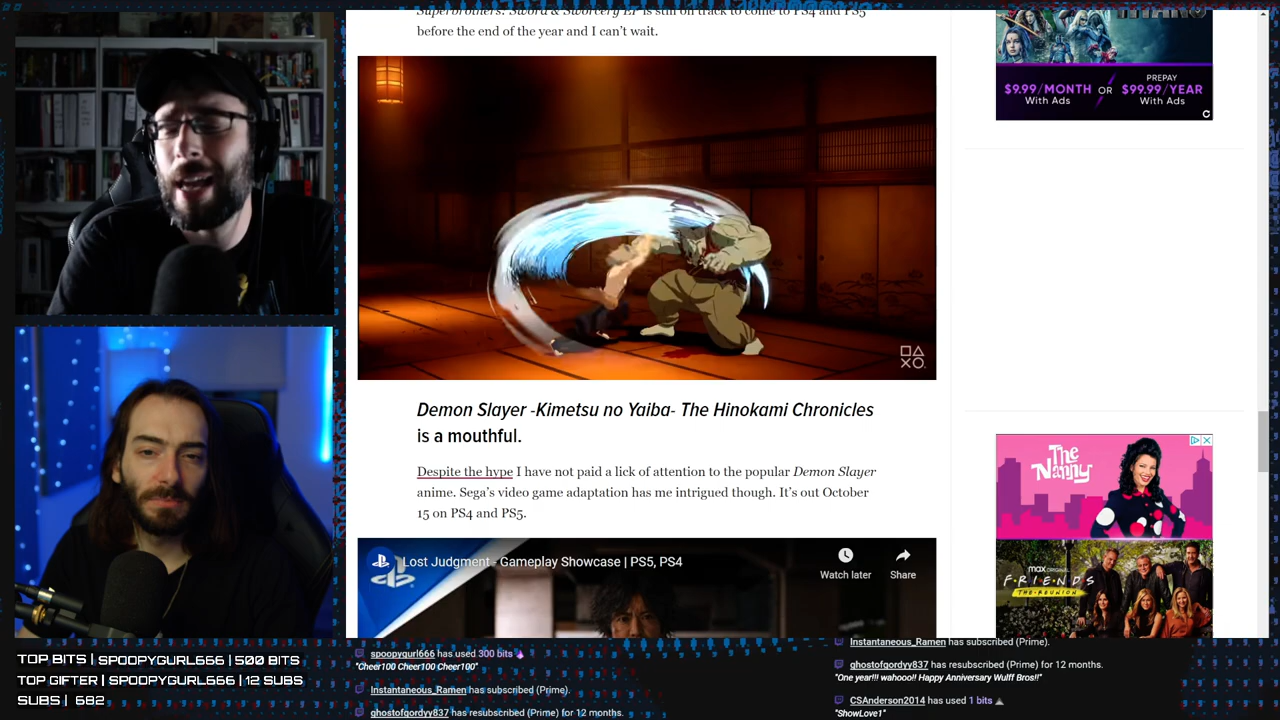 Superbrothers: Sword & Sworcery EP is still on track to come to PS4 and PS5
before the end of the year and I can't wait.
$9.99/MONTH
With Ads
OR
PREPAY
$99.99/YEAR
With Ads
Demon Slayer -Kimetsu no Yaiba- The Hinokami Chronicles
is a mouthful.
Despite the hype I have not paid a lick of attention to the popular Demon Slayer
anime. Sega's video game adaptation has me intrigued though. It's out October
15 on PS4 and PS5.
Lost Judgment - Gameplay Showcase | PS5, PS4
Watch later
Share
The
Nanny
max ORIGINAL
FRIENDS
THE REUNION
TOP BITS | SPOOPYGURL666 | 500 BITS
TOP GIFTER | SPOOPYGURL666 | 12 SUBS
SUBS | 682
spoopygurl666 has used 300 bits
"Cheer100 Cheer100 Cheer100"
Instantaneous_Ramen has subscribed (Prime).
ghostofgordyy837 has resubscribed (Prime) for 12 months.
Instantaneous_Ramen has subscribed (Prime).
ghostofgordyy837 has resubscribed (Prime) for 12 months.
"One year!!! wahooo!! Happy Anniversary Wulff Bros!!"
CSAnderson2014 has used 1 bits
"ShowLove1"